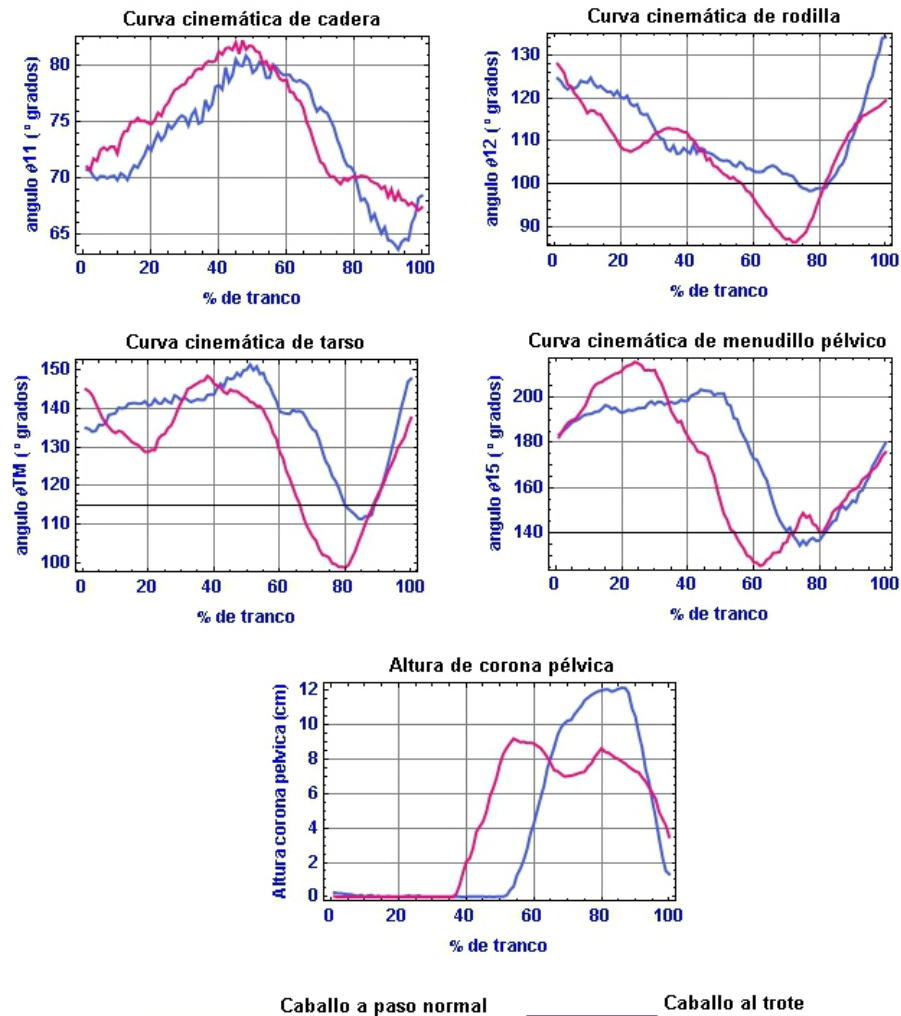 Curva cinemática de cadera
angulo θ11 ( º grados)
80
75
70
65
0 20 40 60 80 100
% de tranco
Curva cinemática de rodilla
angulo θ12 ( º grados)
130
120
110
100
90
0 20 40 60 80 100
% de tranco
Curva cinemática de tarso
angulo θTM ( º grados)
150
140
130
115
110
100
0 20 40 60 80 100
% de tranco
Curva cinemática de menudillo pélvico
angulo θ15 ( º grados)
200
180
160
140
0 20 40 60 80 100
% de tranco
Altura de corona pélvica
Altura corona pelvica (cm)
12
10
8
6
4
2
0
0 20 40 60 80 100
% de tranco
Caballo a paso normal Caballo al trote